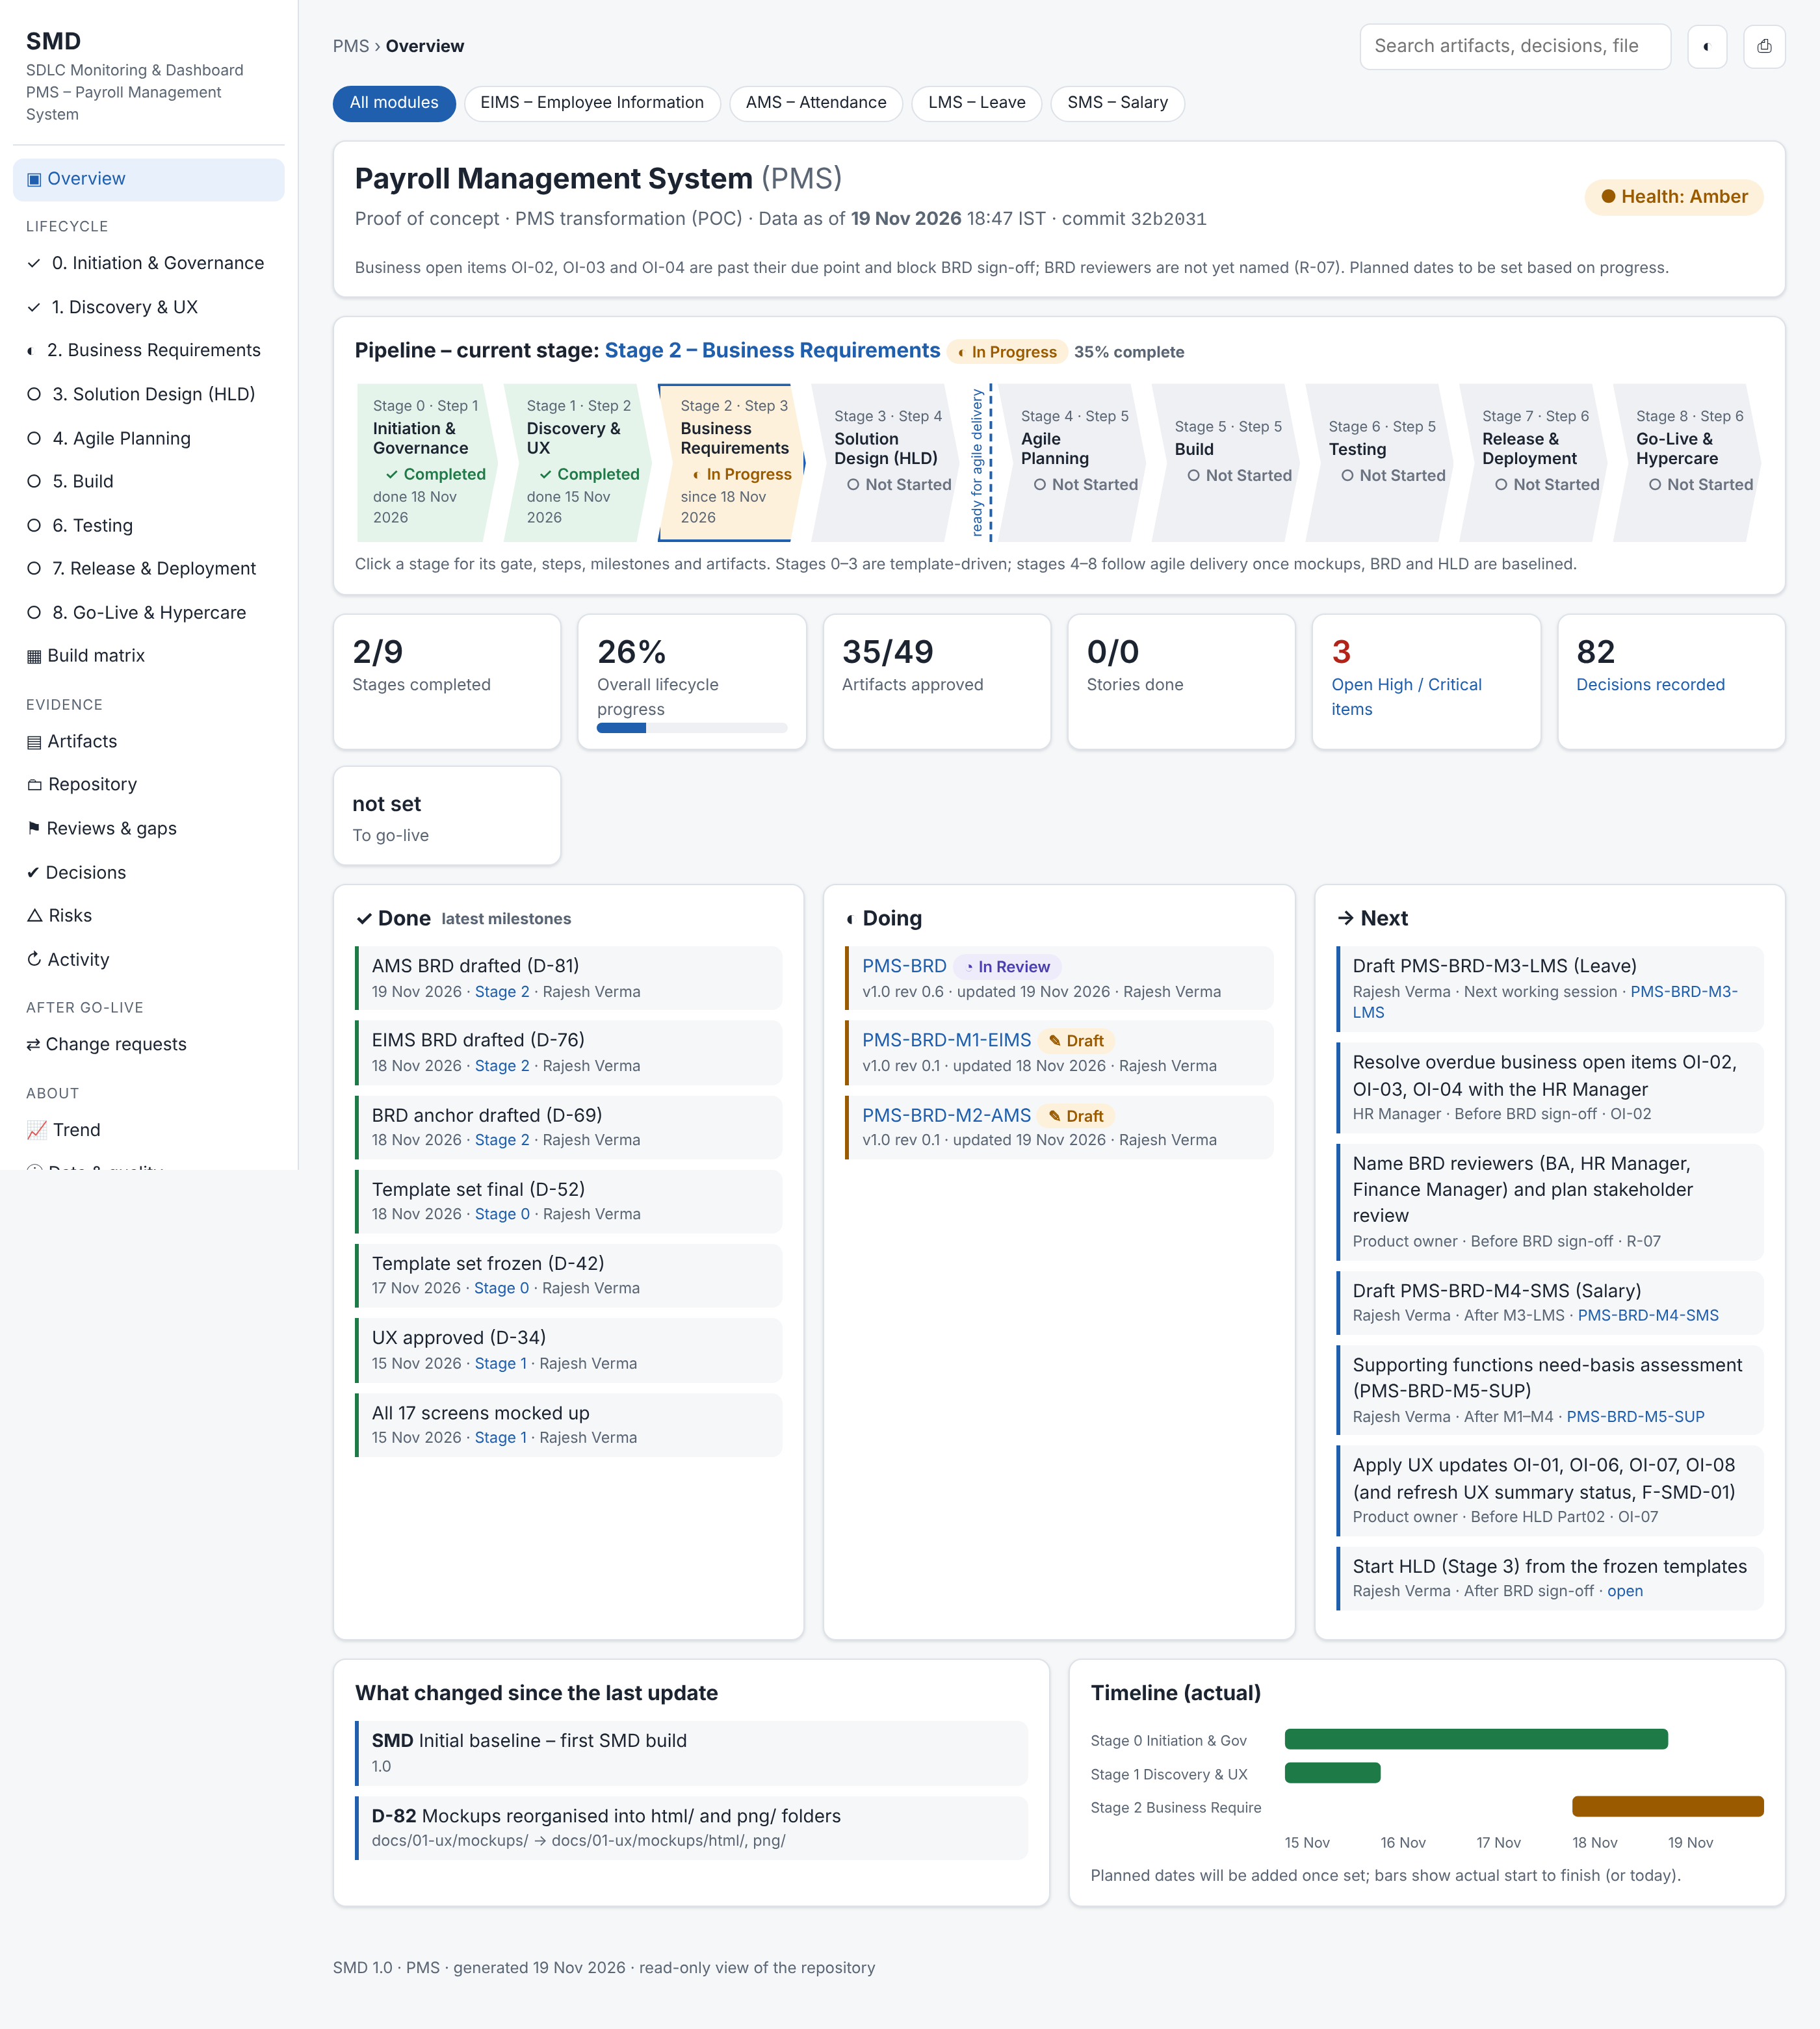 SMD
SDLC Monitoring & Dashboard
PMS – Payroll Management
System
▣ Overview
LIFECYCLE
✓ 0. Initiation & Governance
✓ 1. Discovery & UX
◐ 2. Business Requirements
○ 3. Solution Design (HLD)
○ 4. Agile Planning
○ 5. Build
○ 6. Testing
○ 7. Release & Deployment
○ 8. Go-Live & Hypercare
▦ Build matrix
EVIDENCE
▤ Artifacts
Repository
⚑ Reviews & gaps
✔ Decisions
△ Risks
↻ Activity
AFTER GO-LIVE
⇄ Change requests
ABOUT
📈 Trend
PMS › Overview
Search artifacts, decisions, file
All modules
EIMS – Employee Information
AMS – Attendance
LMS – Leave
SMS – Salary
Payroll Management System (PMS)
Proof of concept · PMS transformation (POC) · Data as of 19 Nov 2026 18:47 IST · commit 32b2031
● Health: Amber
Business open items OI-02, OI-03 and OI-04 are past their due point and block BRD sign-off; BRD reviewers are not yet named (R-07). Planned dates to be set based on progress.
Pipeline – current stage: Stage 2 – Business Requirements ◐ In Progress 35% complete
Stage 0 · Step 1
Initiation &
Governance
✓ Completed
done 18 Nov
2026
Stage 1 · Step 2
Discovery &
UX
✓ Completed
done 15 Nov
2026
Stage 2 · Step 3
Business
Requirements
◐ In Progress
since 18 Nov
2026
Stage 3 · Step 4
Solution
Design (HLD)
○ Not Started
ready for agile delivery
Stage 4 · Step 5
Agile
Planning
○ Not Started
Stage 5 · Step 5
Build
○ Not Started
Stage 6 · Step 5
Testing
○ Not Started
Stage 7 · Step 6
Release &
Deployment
○ Not Started
Stage 8 · Step 6
Go-Live &
Hypercare
○ Not Started
Click a stage for its gate, steps, milestones and artifacts. Stages 0–3 are template-driven; stages 4–8 follow agile delivery once mockups, BRD and HLD are baselined.
2/9
Stages completed
26%
Overall lifecycle
progress
35/49
Artifacts approved
0/0
Stories done
3
Open High / Critical
items
82
Decisions recorded
not set
To go-live
✓ Done latest milestones
AMS BRD drafted (D-81)
19 Nov 2026 · Stage 2 · Rajesh Verma
EIMS BRD drafted (D-76)
18 Nov 2026 · Stage 2 · Rajesh Verma
BRD anchor drafted (D-69)
18 Nov 2026 · Stage 2 · Rajesh Verma
Template set final (D-52)
18 Nov 2026 · Stage 0 · Rajesh Verma
Template set frozen (D-42)
17 Nov 2026 · Stage 0 · Rajesh Verma
UX approved (D-34)
15 Nov 2026 · Stage 1 · Rajesh Verma
All 17 screens mocked up
15 Nov 2026 · Stage 1 · Rajesh Verma
◐ Doing
PMS-BRD In Review
v1.0 rev 0.6 · updated 19 Nov 2026 · Rajesh Verma
PMS-BRD-M1-EIMS ✎ Draft
v1.0 rev 0.1 · updated 18 Nov 2026 · Rajesh Verma
PMS-BRD-M2-AMS ✎ Draft
v1.0 rev 0.1 · updated 19 Nov 2026 · Rajesh Verma
→ Next
Draft PMS-BRD-M3-LMS (Leave)
Rajesh Verma · Next working session · PMS-BRD-M3-
LMS
Resolve overdue business open items OI-02,
OI-03, OI-04 with the HR Manager
HR Manager · Before BRD sign-off · OI-02
Name BRD reviewers (BA, HR Manager,
Finance Manager) and plan stakeholder
review
Product owner · Before BRD sign-off · R-07
Draft PMS-BRD-M4-SMS (Salary)
Rajesh Verma · After M3-LMS · PMS-BRD-M4-SMS
Supporting functions need-basis assessment
(PMS-BRD-M5-SUP)
Rajesh Verma · After M1–M4 · PMS-BRD-M5-SUP
Apply UX updates OI-01, OI-06, OI-07, OI-08
(and refresh UX summary status, F-SMD-01)
Product owner · Before HLD Part02 · OI-07
Start HLD (Stage 3) from the frozen templates
Rajesh Verma · After BRD sign-off · open
What changed since the last update
SMD Initial baseline – first SMD build
1.0
D-82 Mockups reorganised into html/ and png/ folders
docs/01-ux/mockups/ → docs/01-ux/mockups/html/, png/
Timeline (actual)
Stage 0 Initiation & Gov
Stage 1 Discovery & UX
Stage 2 Business Require
15 Nov 16 Nov 17 Nov 18 Nov 19 Nov
Planned dates will be added once set; bars show actual start to finish (or today).
SMD 1.0 · PMS · generated 19 Nov 2026 · read-only view of the repository